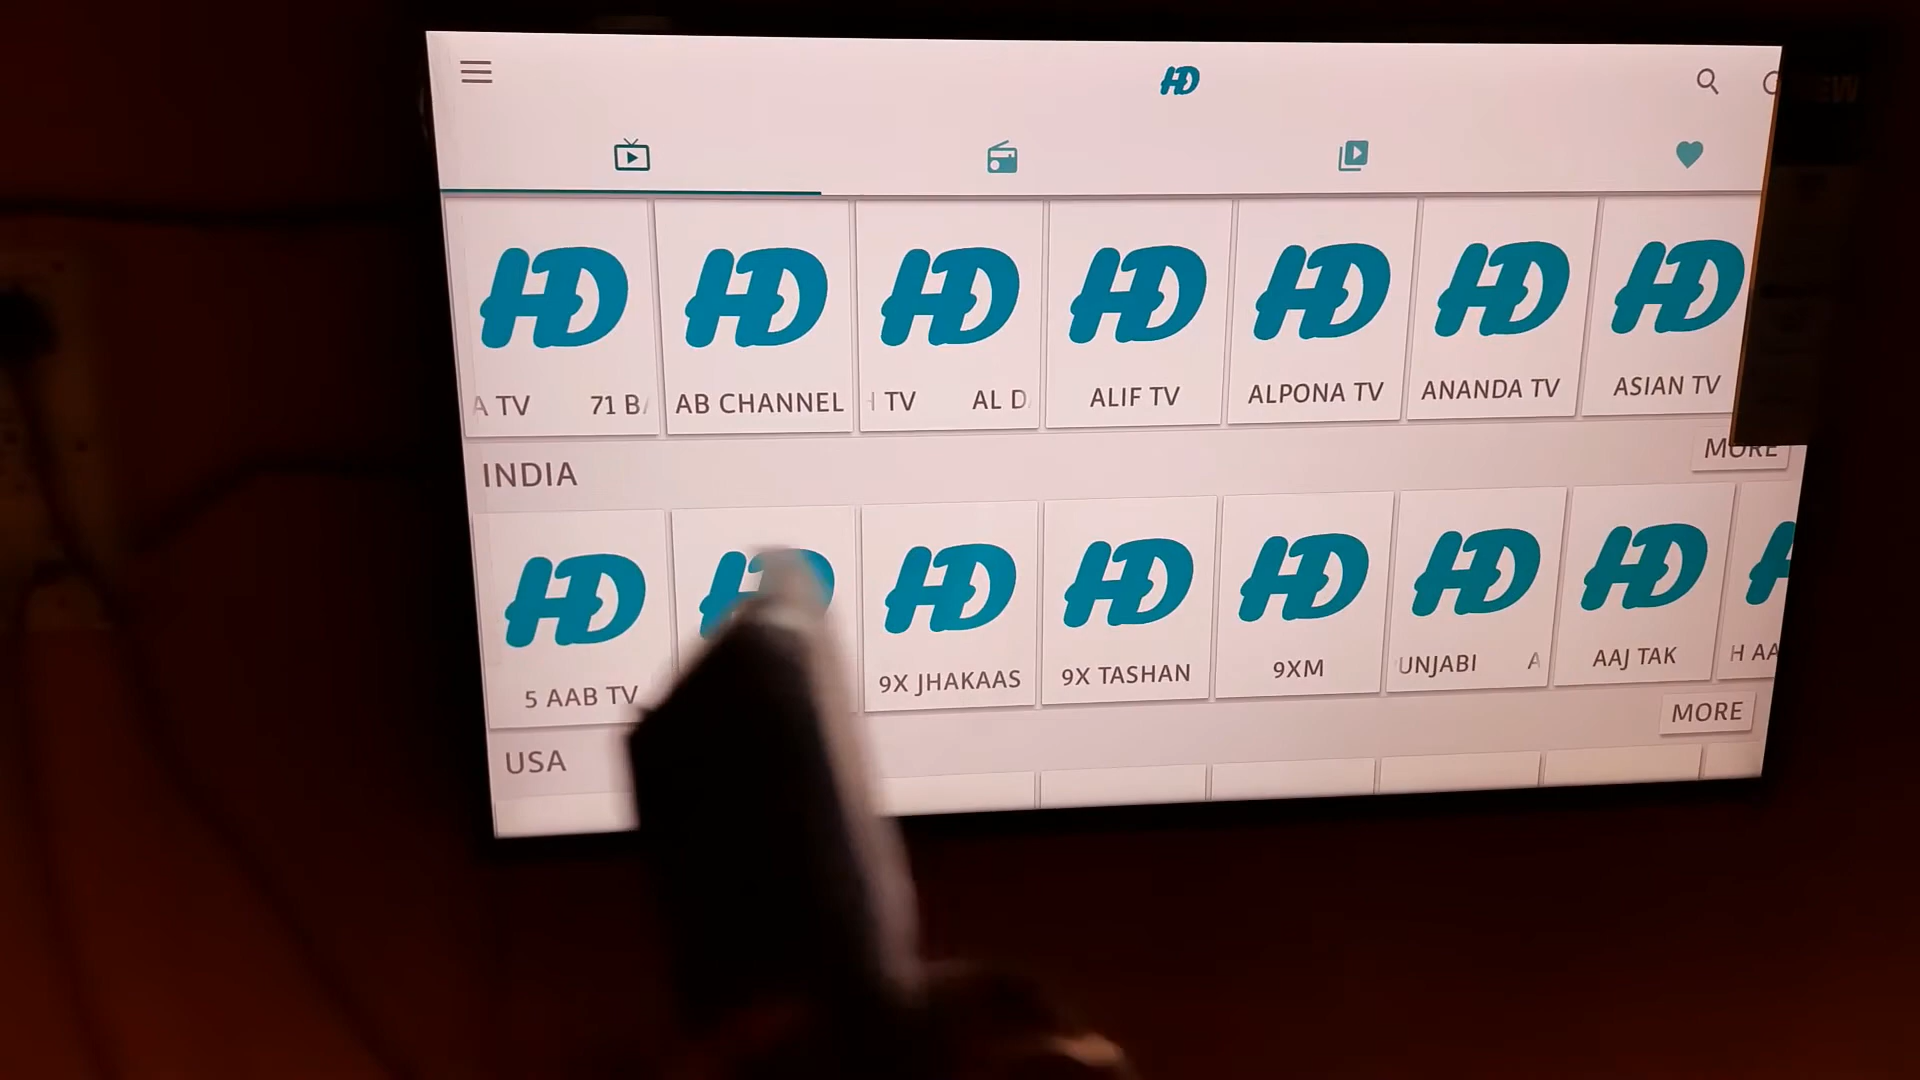 HD
HD HD HD HD HD HD HD
A TV 71 B AB CHANNEL TV AL D ALIF TV ALPONA TV ANANDA TV ASIAN TV
INDIA MORE
HD HD HD HD HD HD
5 AAB TV 9X JHAKAAS 9X TASHAN 9XM UNJABI A AAJ TAK H AA
MORE
USA